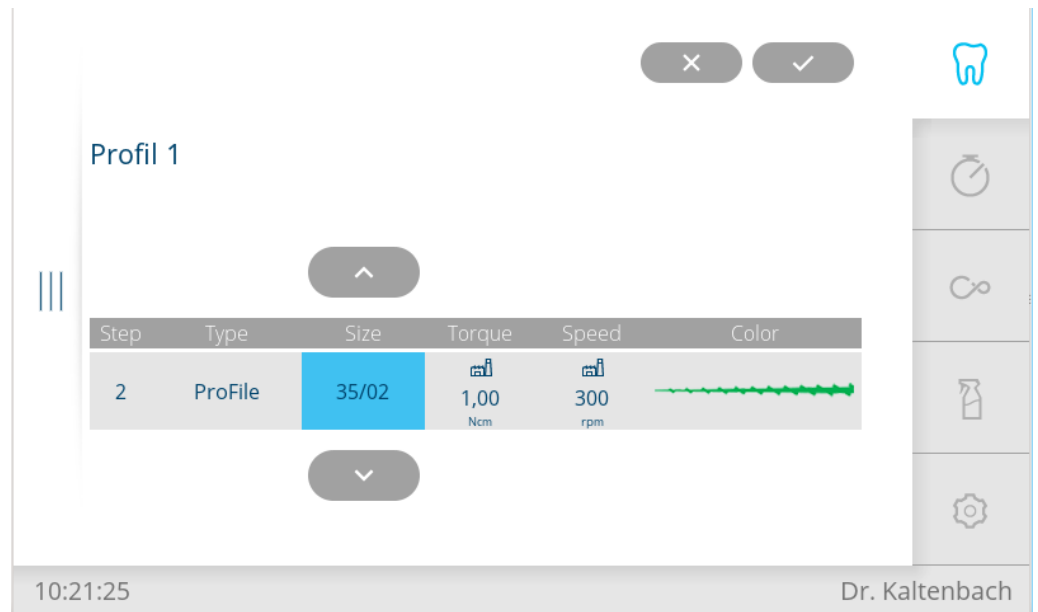 Profil 1
Step Type Size Torque Speed Color
2 ProFile 35/02 1,00 Ncm 300 rpm
10:21:25 Dr. Kaltenbach